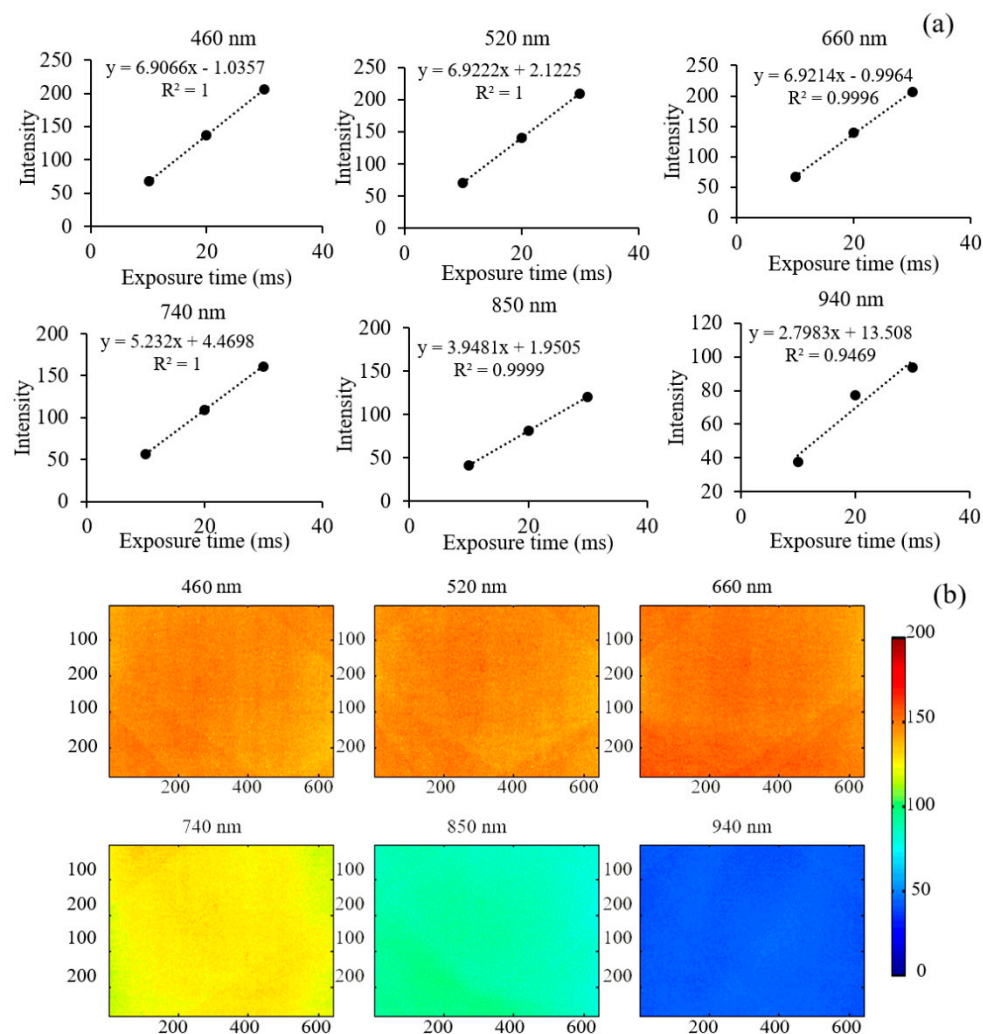 (a)
460 nm
y = 6.9066x - 1.0357
R² = 1
250
200
150
100
50
0
Intensity
0 20 40
Exposure time (ms)
520 nm
y = 6.9222x + 2.1225
R² = 1
250
200
150
100
50
0
Intensity
0 20 40
Exposure time (ms)
660 nm
y = 6.9214x - 0.9964
R² = 0.9996
250
200
150
100
50
0
Intensity
0 20 40
Exposure time (ms)
740 nm
y = 5.232x + 4.4698
R² = 1
200
150
100
50
0
Intensity
0 20 40
Exposure time (ms)
850 nm
y = 3.9481x + 1.9505
R² = 0.9999
200
150
100
50
0
Intensity
0 20 40
Exposure time (ms)
940 nm
y = 2.7983x + 13.508
R² = 0.9469
120
100
80
60
40
20
Intensity
0 20 40
Exposure time (ms)
(b)
460 nm
100
200
100
200
200 400 600
520 nm
100
200
100
200
200 400 600
660 nm
100
200
100
200
200 400 600
740 nm
100
200
100
200
200 400 600
850 nm
100
200
100
200
200 400 600
940 nm
100
200
100
200
200 400 600
200
150
100
50
0